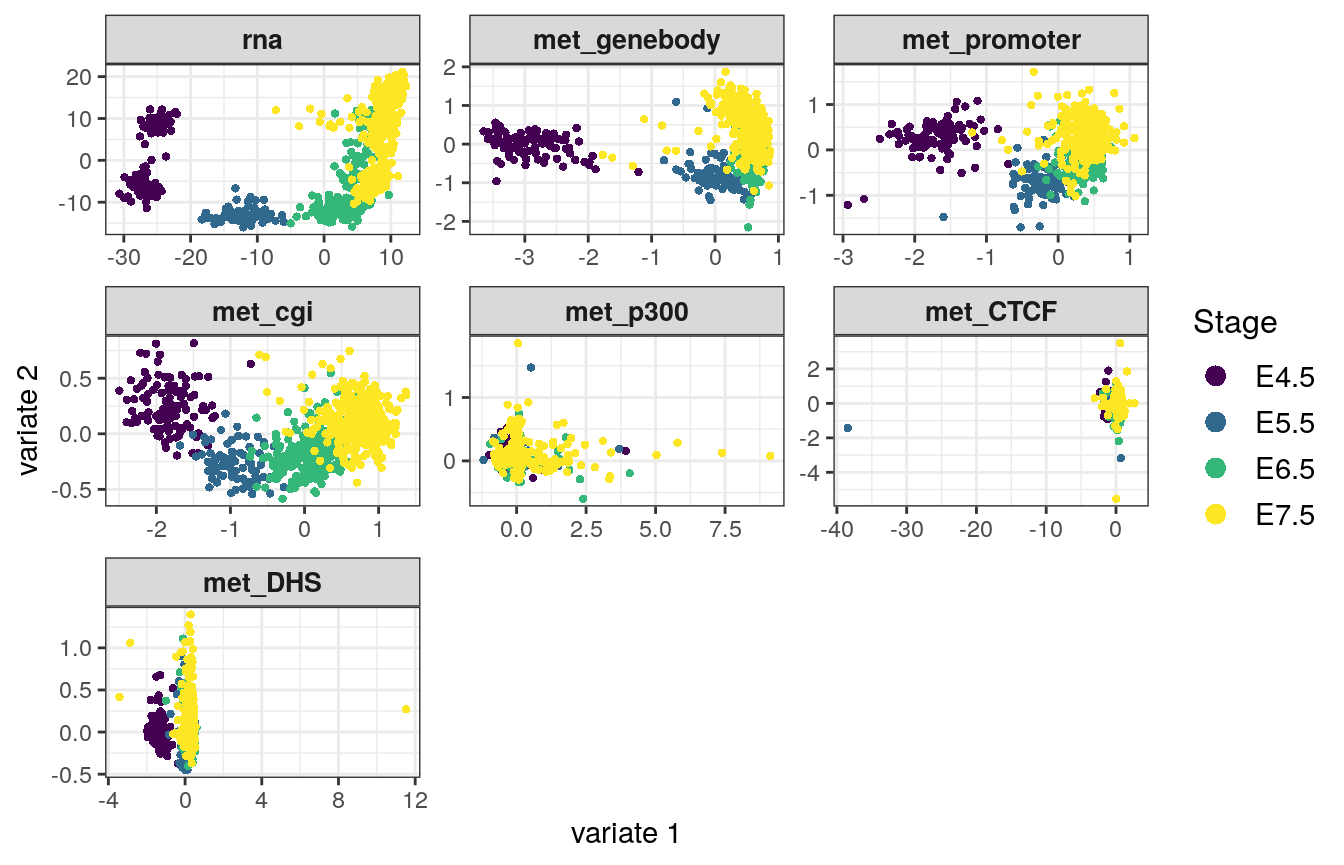 rna
met_genebody
met_promoter
20
10
0
-10
-30 -20 -10 0 10
2
1
0
-1
-2
-3 -2 -1 0 1
1
0
-1
-3 -2 -1 0 1
met_cgi
met_p300
met_CTCF
0.5
0.0
-0.5
-2 -1 0 1
1
0
0.0 2.5 5.0 7.5
2
0
-2
-4
-40 -30 -20 -10 0
met_DHS
1.0
0.5
0.0
-0.5
-4 0 4 8 12
variate 2
variate 1
Stage
E4.5
E5.5
E6.5
E7.5